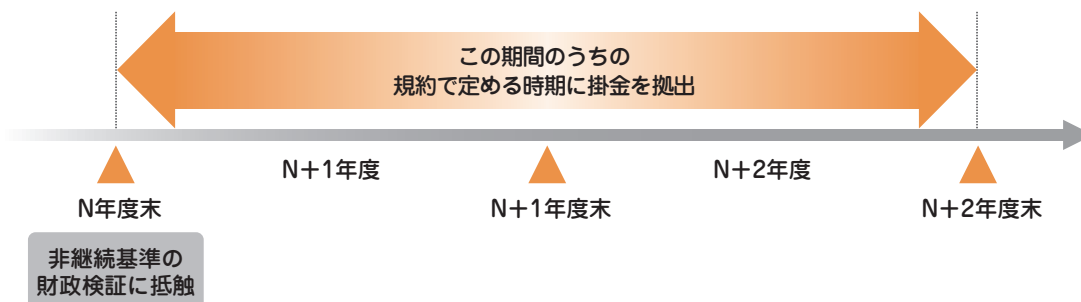 この期間のうちの
規約で定める時期に掛金を拠出
N+1年度
N+2年度
N年度末
N+1年度末
N+2年度末
非継続基準の
財政検証に抵触